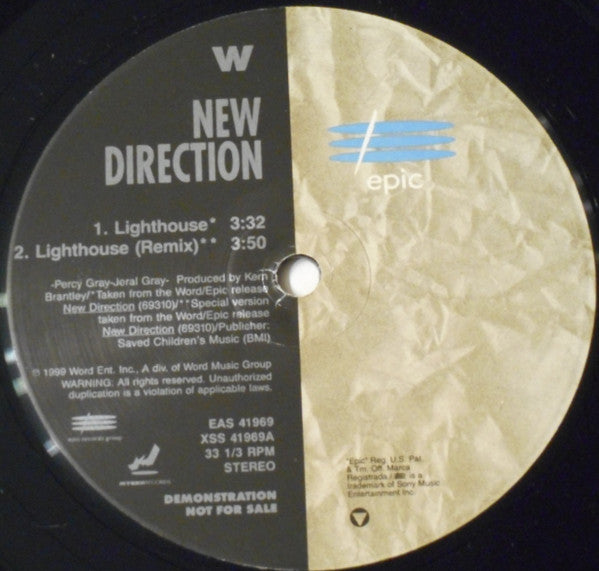 W
NEW
DIRECTION
1. Lighthouse* 3:32
2. Lighthouse (Remix)** 3:50
-Percy Gray-Jeral Gray- Produced by Kern
Brantley/*Taken from the Word/Epic release
New Direction (69310)/**Special version
taken from the Word/Epic release
New Direction (69310)/Publisher:
Saved Children's Music (BMI)
℗ 1999 Word Ent. Inc., A div. of Word Music Group
WARNING: All rights reserved. Unauthorized
duplication is a violation of applicable laws.
epic records group
EAS 41969
XSS 41969A
33 1/3 RPM
STEREO
DEMONSTRATION
NOT FOR SALE
epic
"Epic" Reg. U.S. Pat.
& Tm. Off. Marca
Registrada./ is a
trademark of Sony Music
Entertainment Inc.